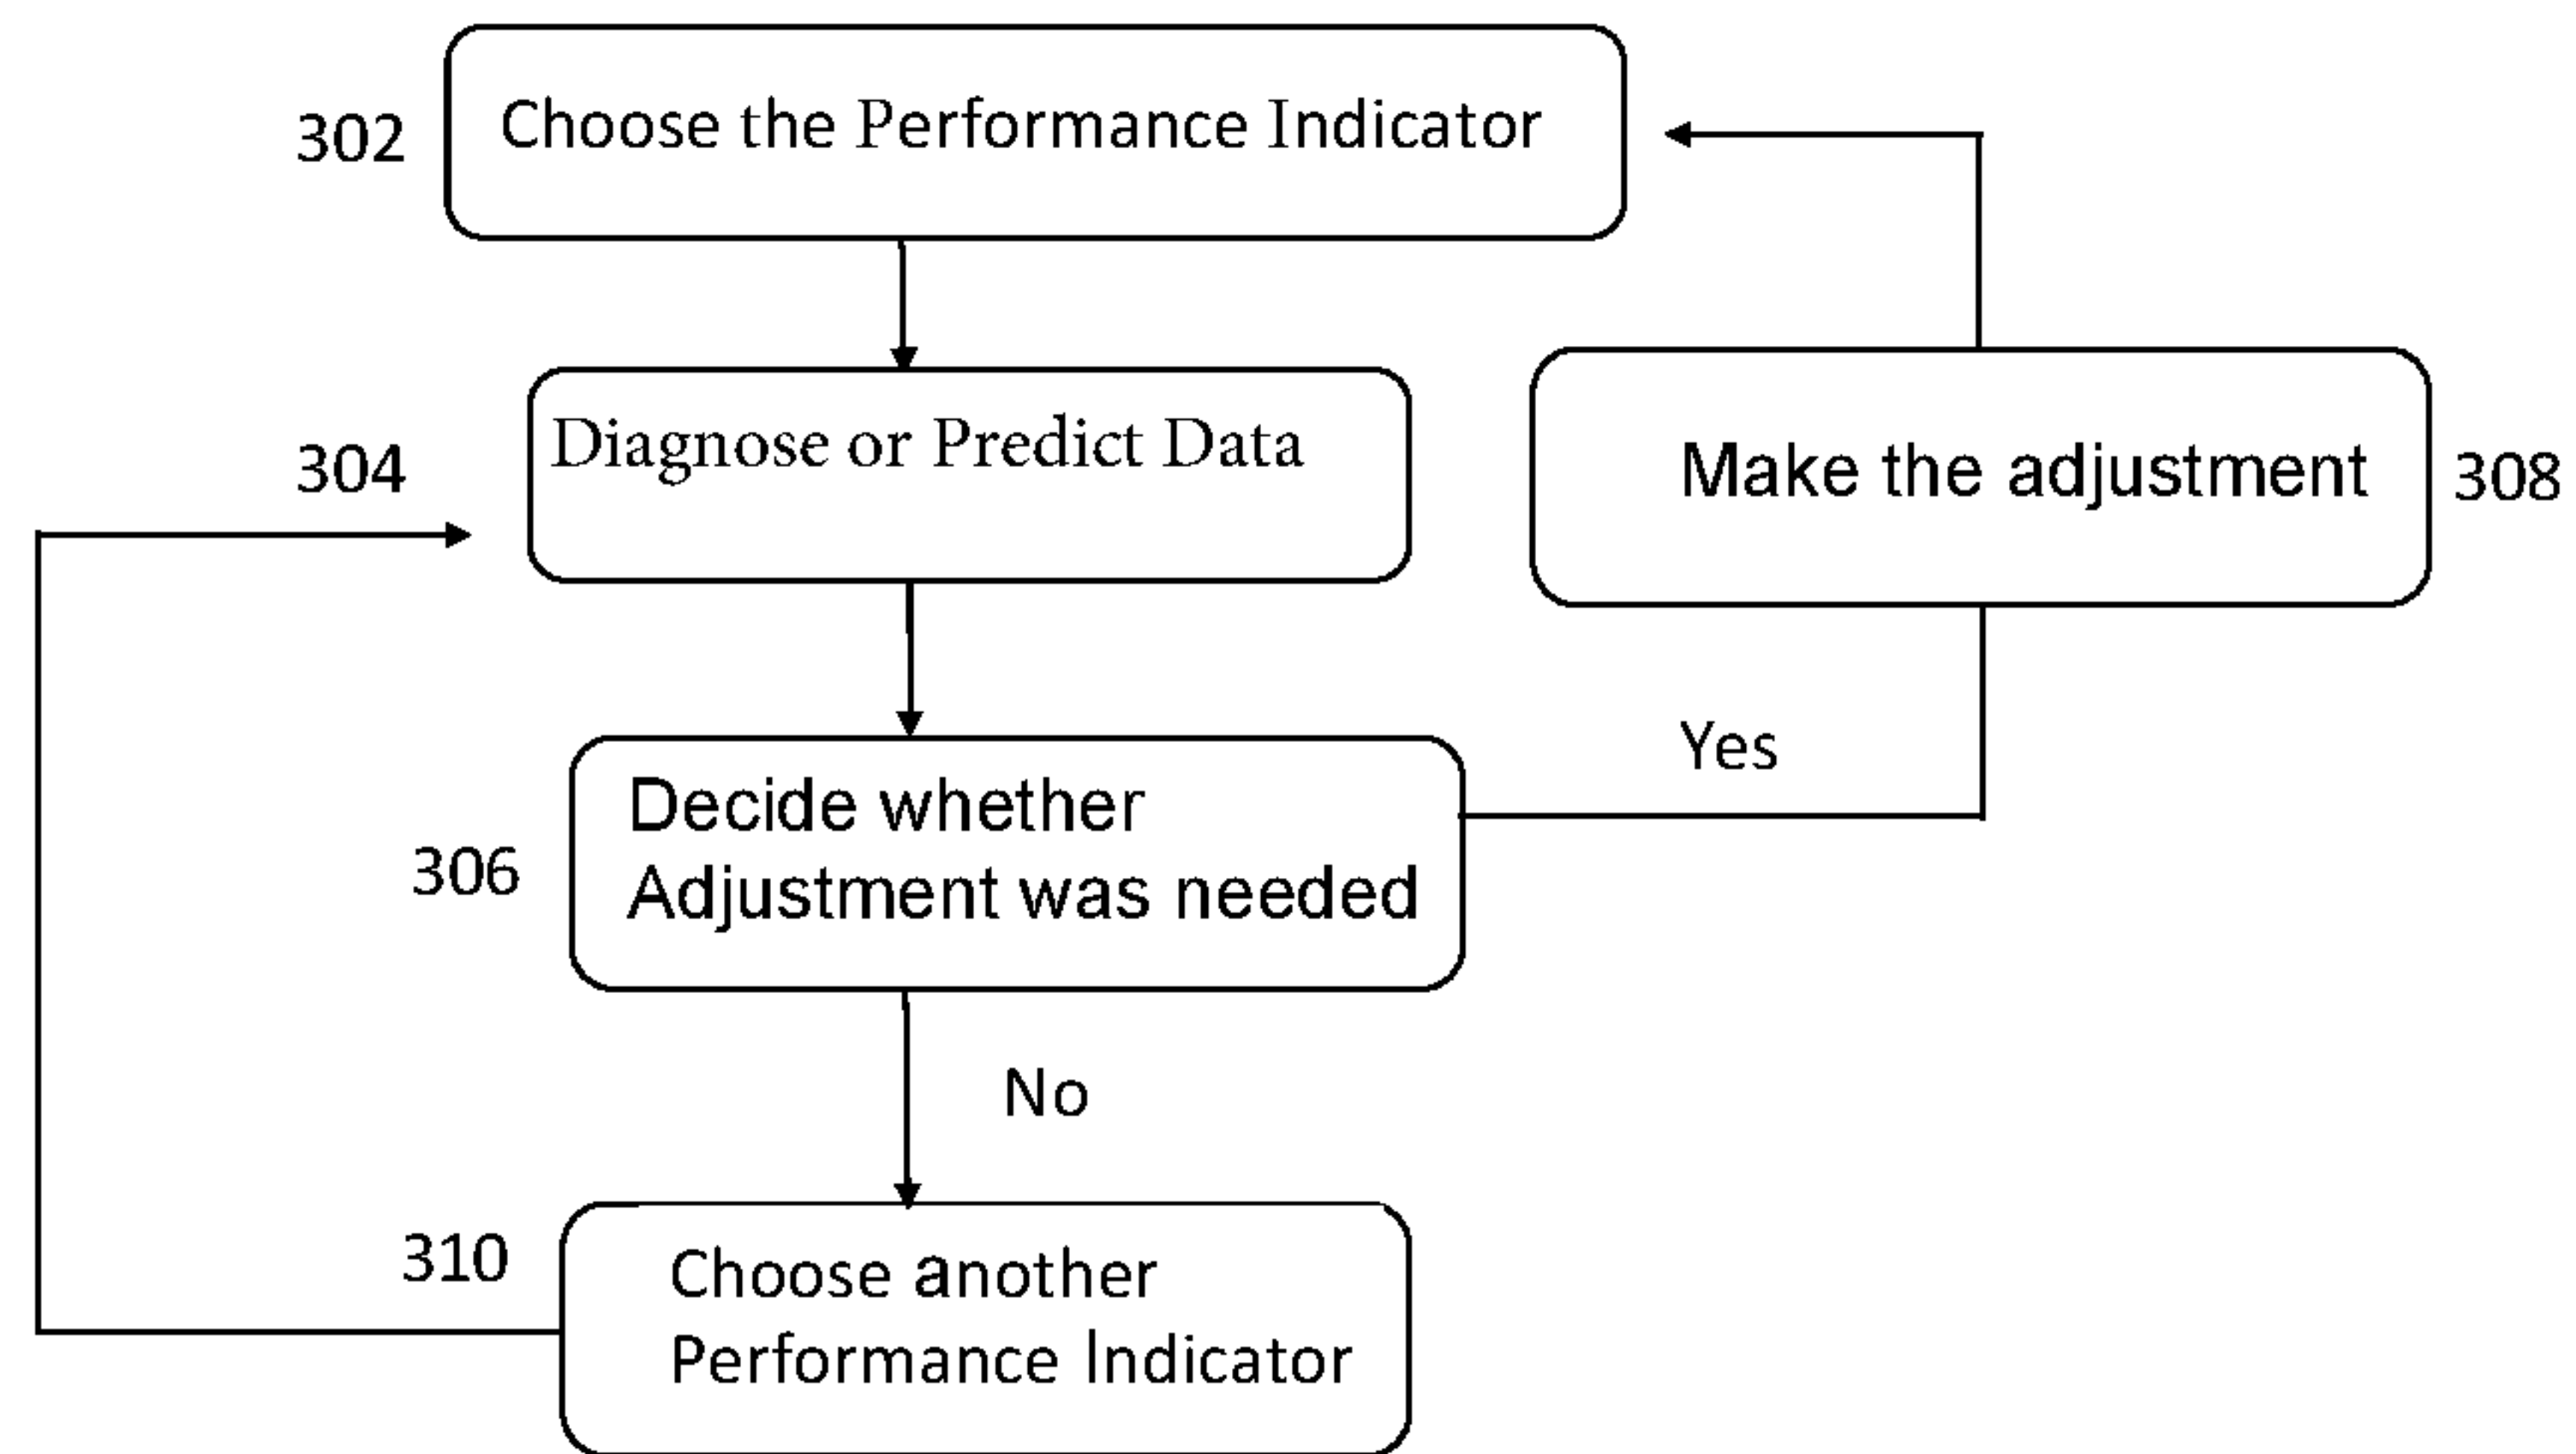 302
Choose the Performance Indicator
304
Diagnose or Predict Data
Make the adjustment
308
Yes
306
Decide whether
Adjustment was needed
No
310
Choose another
Performance Indicator